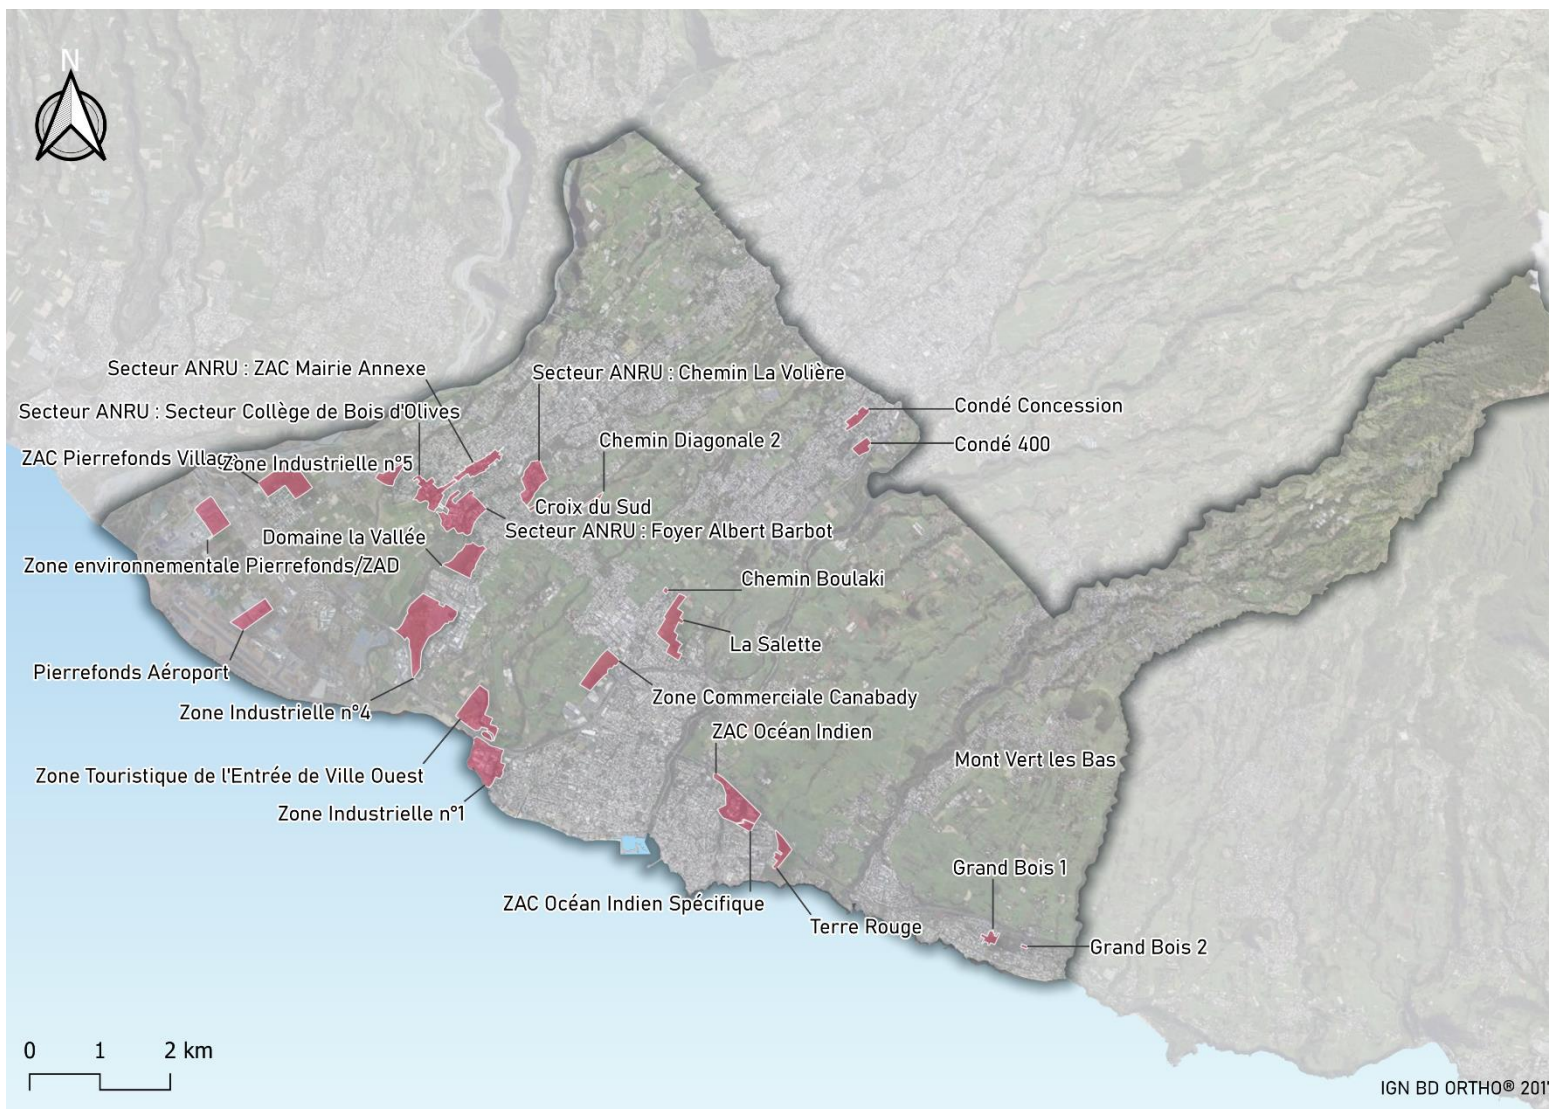 N
Secteur ANRU : ZAC Mairie Annexe
Secteur ANRU : Chemin La Volière
Secteur ANRU : Secteur Collège de Bois d'Olives
Condé Concession
Chemin Diagonale 2
Condé 400
ZAC Pierrefonds Village
Zone Industrielle n°5
Croix du Sud
Secteur ANRU : Foyer Albert Barbot
Domaine la Vallée
Zone environnementale Pierrefonds/ZAD
Chemin Boulaki
La Salette
Pierrefonds Aéroport
Zone Commerciale Canabady
Zone Industrielle n°4
ZAC Océan Indien
Mont Vert les Bas
Zone Touristique de l'Entrée de Ville Ouest
Zone Industrielle n°1
Grand Bois 1
ZAC Océan Indien Spécifique
Terre Rouge
Grand Bois 2
0 1 2 km
IGN BD ORTHO® 2017